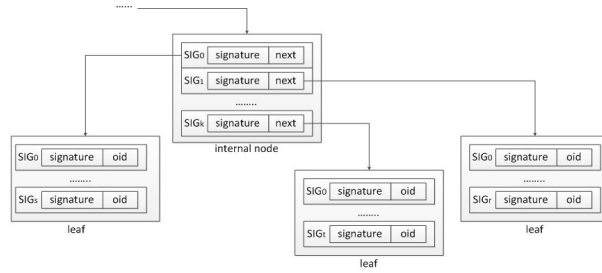 ......
SIG₀ signature next
SIG₁ signature next
........
SIGₖ signature next
internal node
SIG₀ signature oid
........
SIGₛ signature oid
leaf
SIG₀ signature oid
........
SIGₜ signature oid
leaf
SIG₀ signature oid
........
SIGᵣ signature oid
leaf